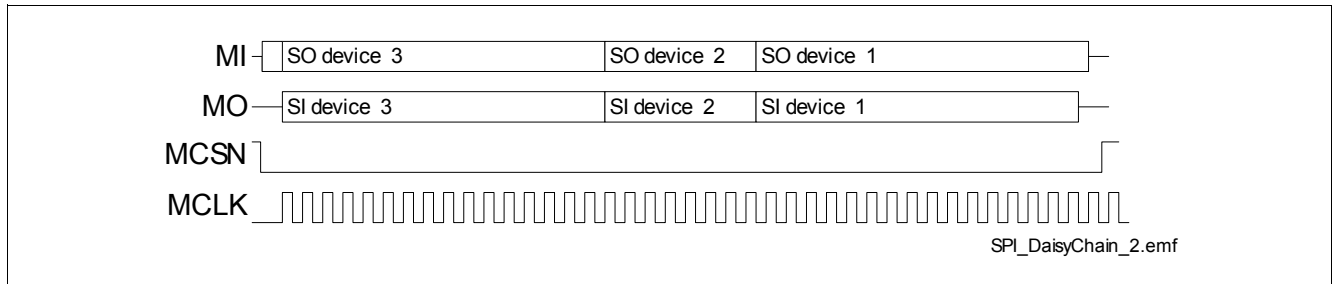 MI SO device 3 SO device 2 SO device 1
MO SI device 3 SI device 2 SI device 1
MCSN
MCLK
SPI_DaisyChain_2.emf